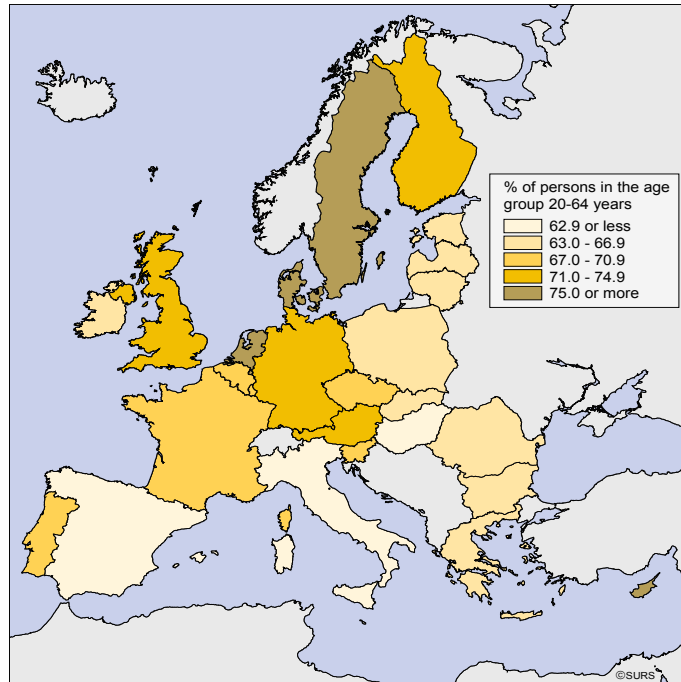 % of persons in the age
group 20-64 years
62.9 or less
63.0 - 66.9
67.0 - 70.9
71.0 - 74.9
75.0 or more
©SURS